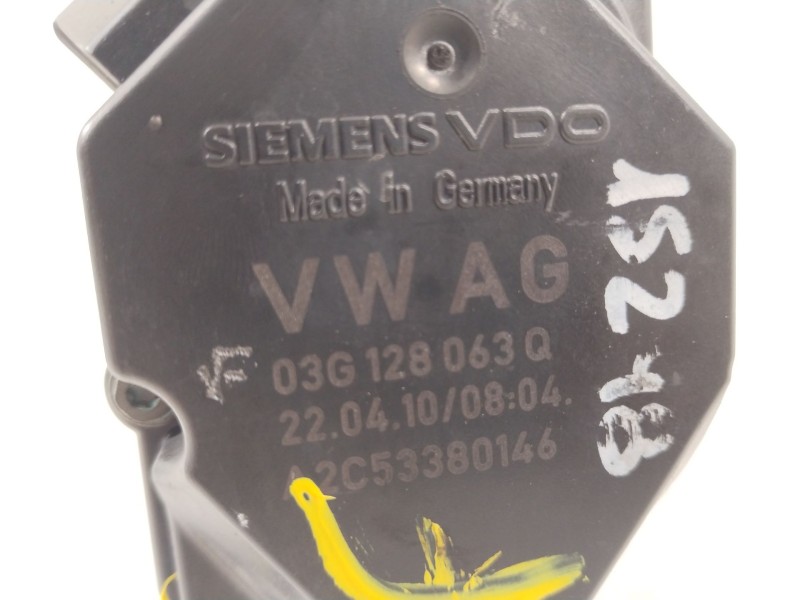 SIEMENS VDO
Made in Germany
VW AG
03G 128 063 Q
22.04.10/08:04.
A2C53380146